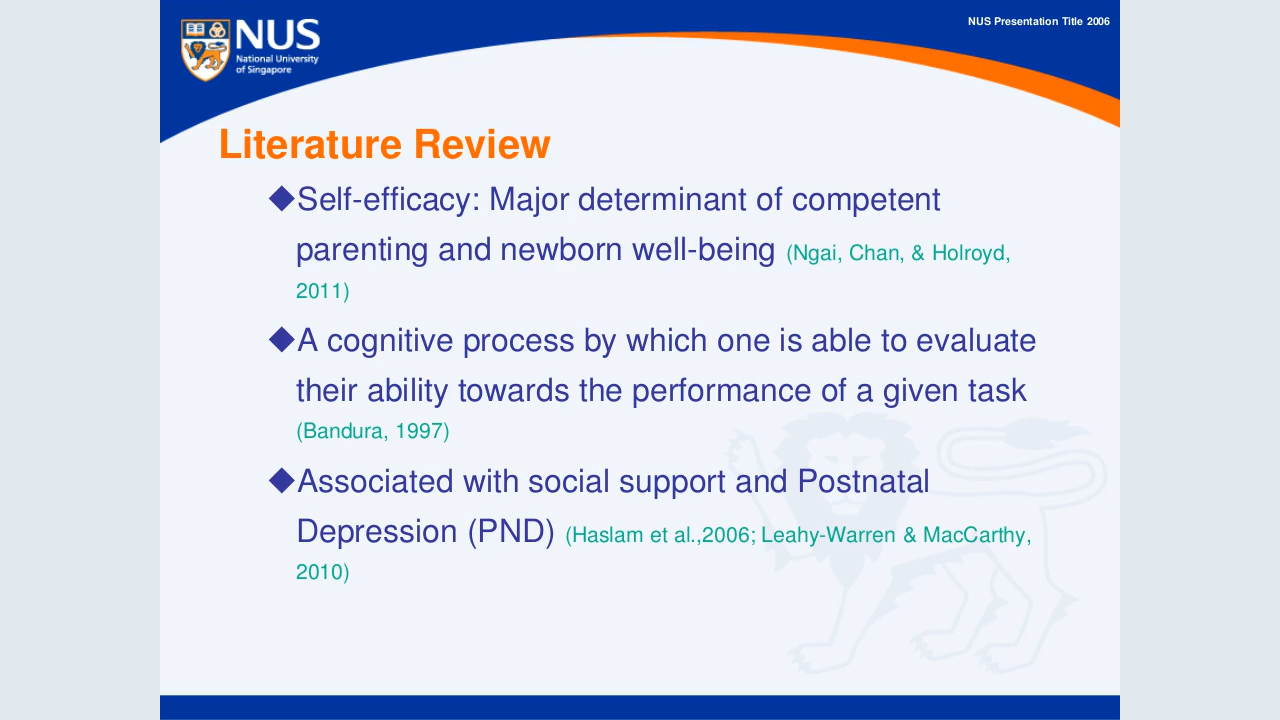 NUS Presentation Title 2006
NUS
National University
of Singapore
Literature Review
◆Self-efficacy: Major determinant of competent
parenting and newborn well-being (Ngai, Chan, & Holroyd,
2011)
◆A cognitive process by which one is able to evaluate
their ability towards the performance of a given task
(Bandura, 1997)
◆Associated with social support and Postnatal
Depression (PND) (Haslam et al.,2006; Leahy-Warren & MacCarthy,
2010)